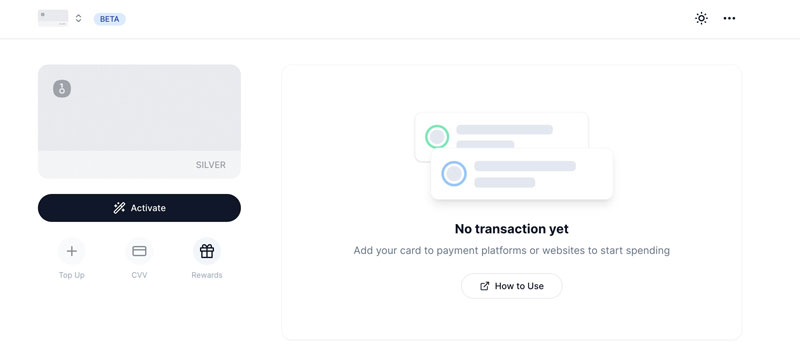 BETA
SILVER
Activate
Top Up
CVV
Rewards
No transaction yet
Add your card to payment platforms or websites to start spending
How to Use